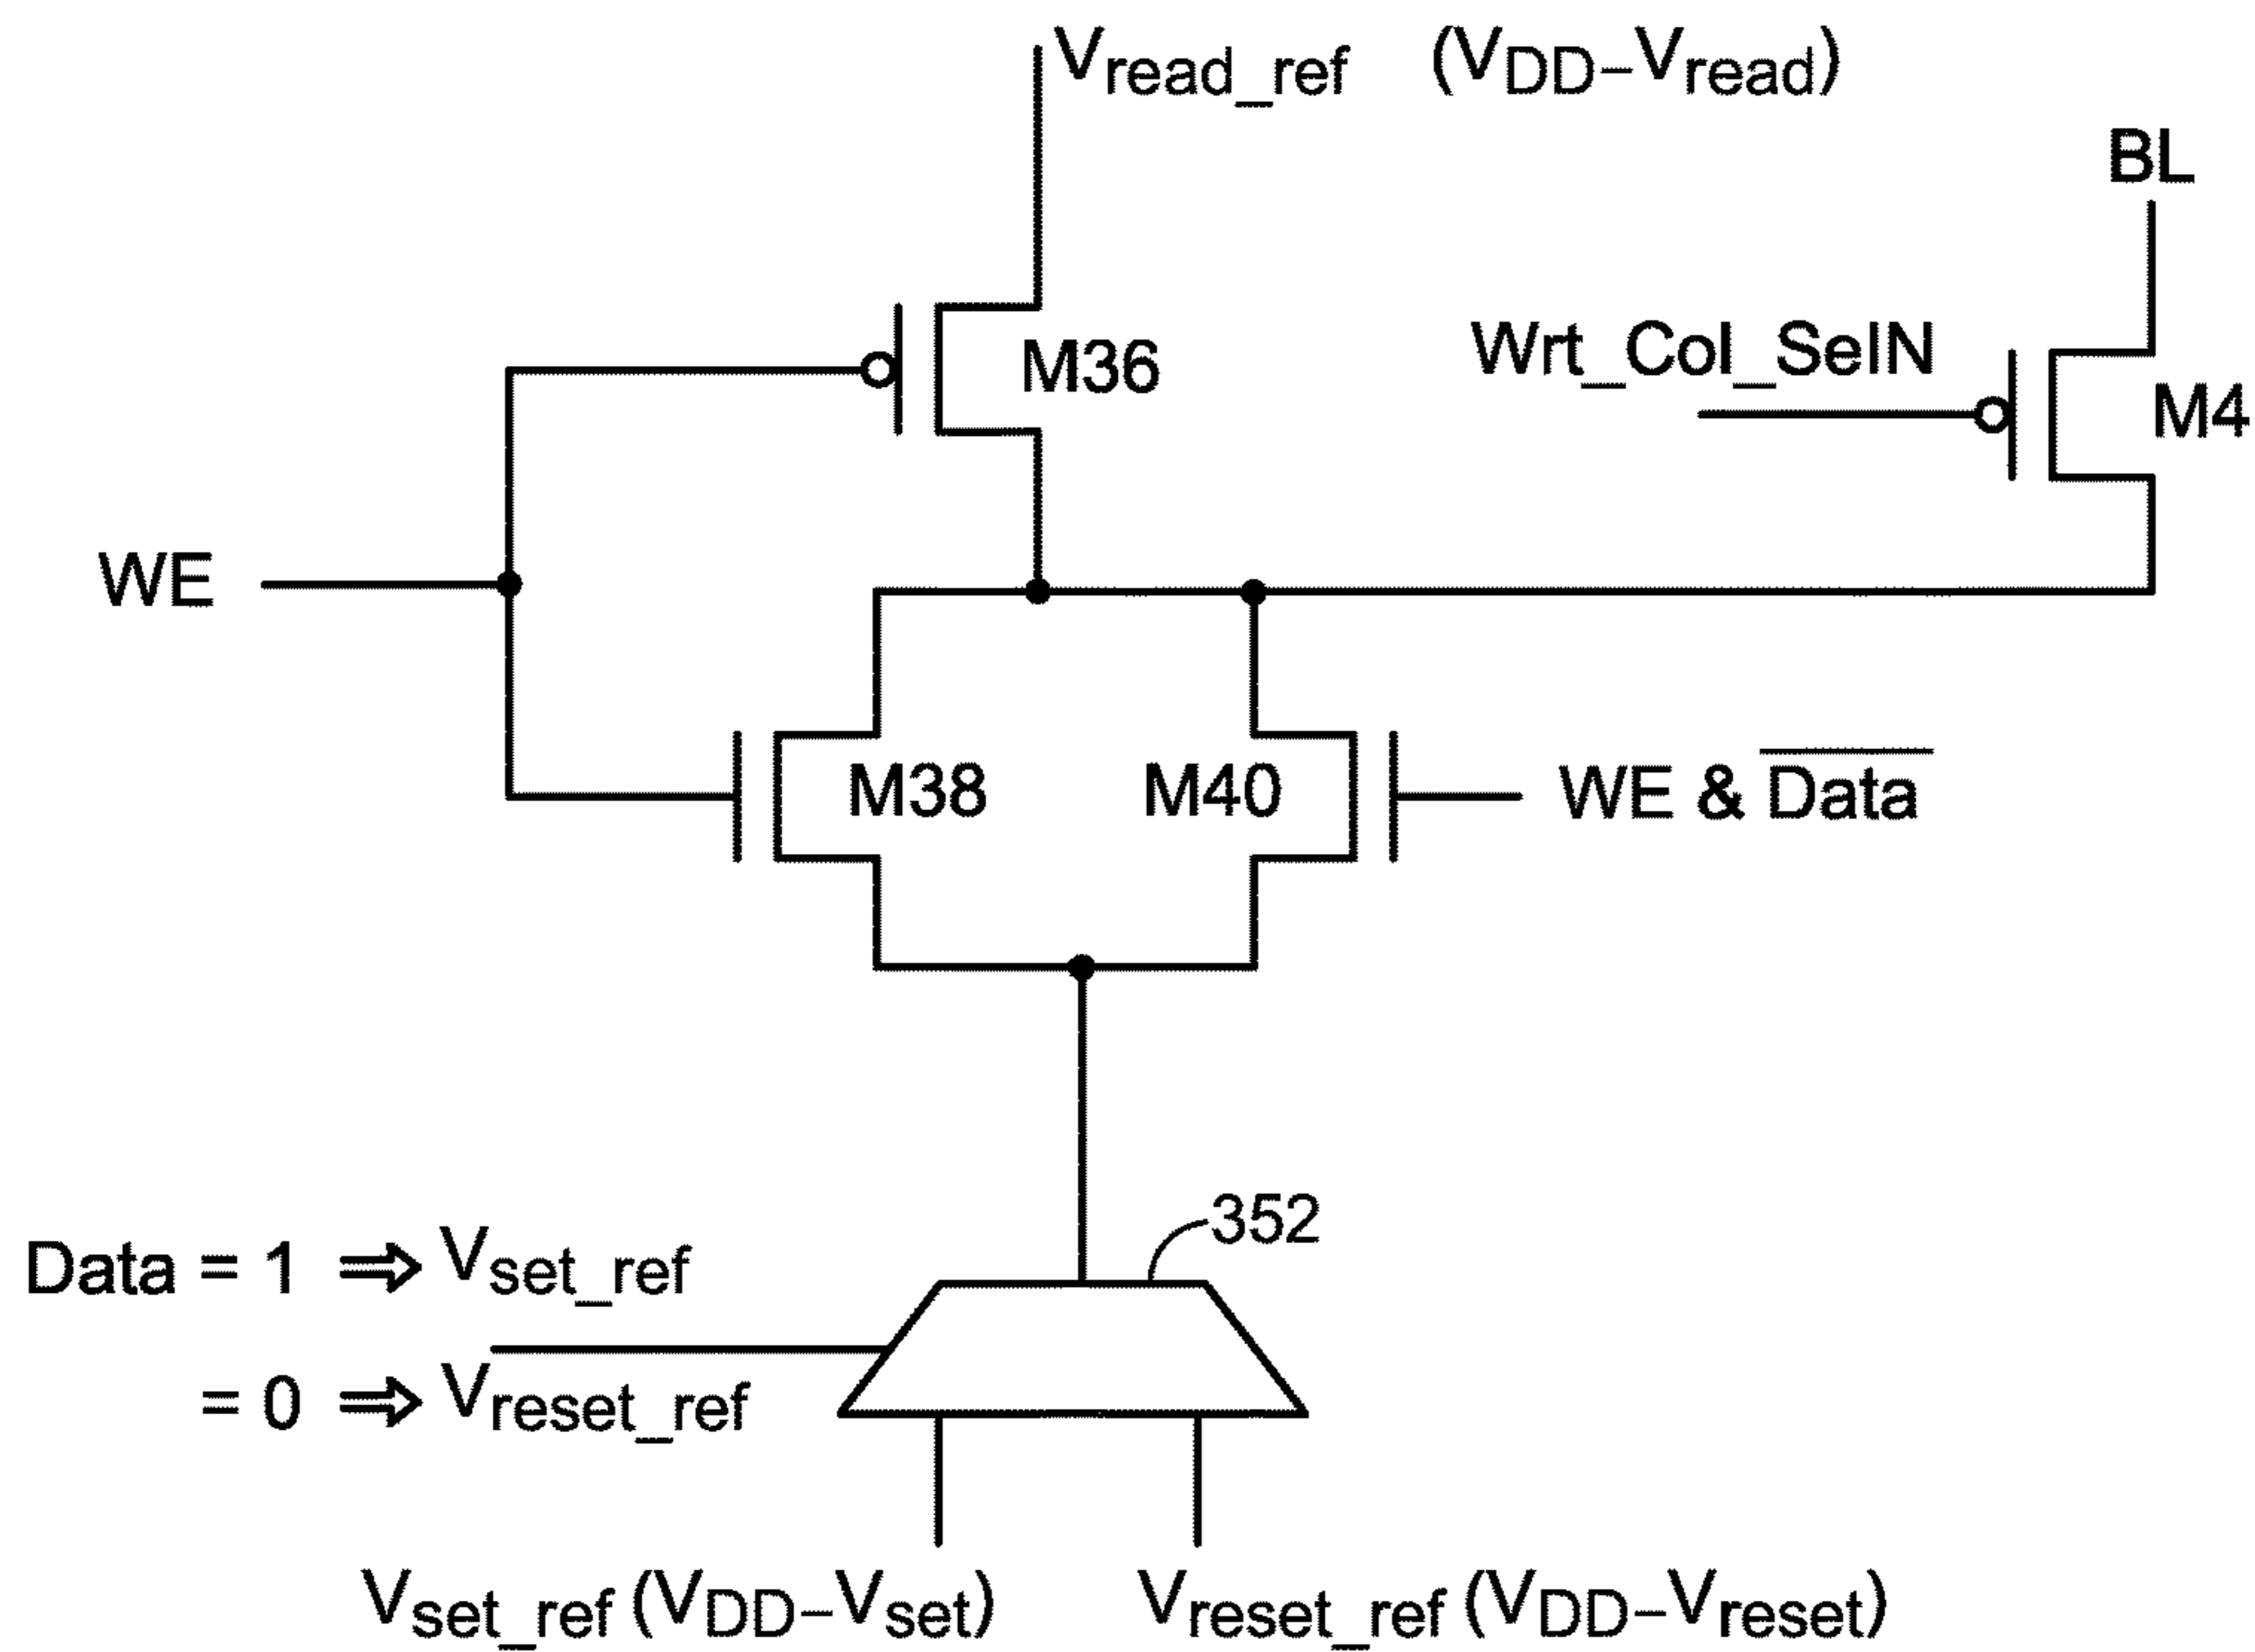 Vread_ref (VDD–Vread)
BL
Wrt_Col_SelN
M36
M4
WE
M38
M40
WE & D̅a̅t̅a̅
352
Data = 1 ⇒ Vset_ref
= 0 ⇒ Vreset_ref
Vset_ref (VDD–Vset)
Vreset_ref (VDD–Vreset)